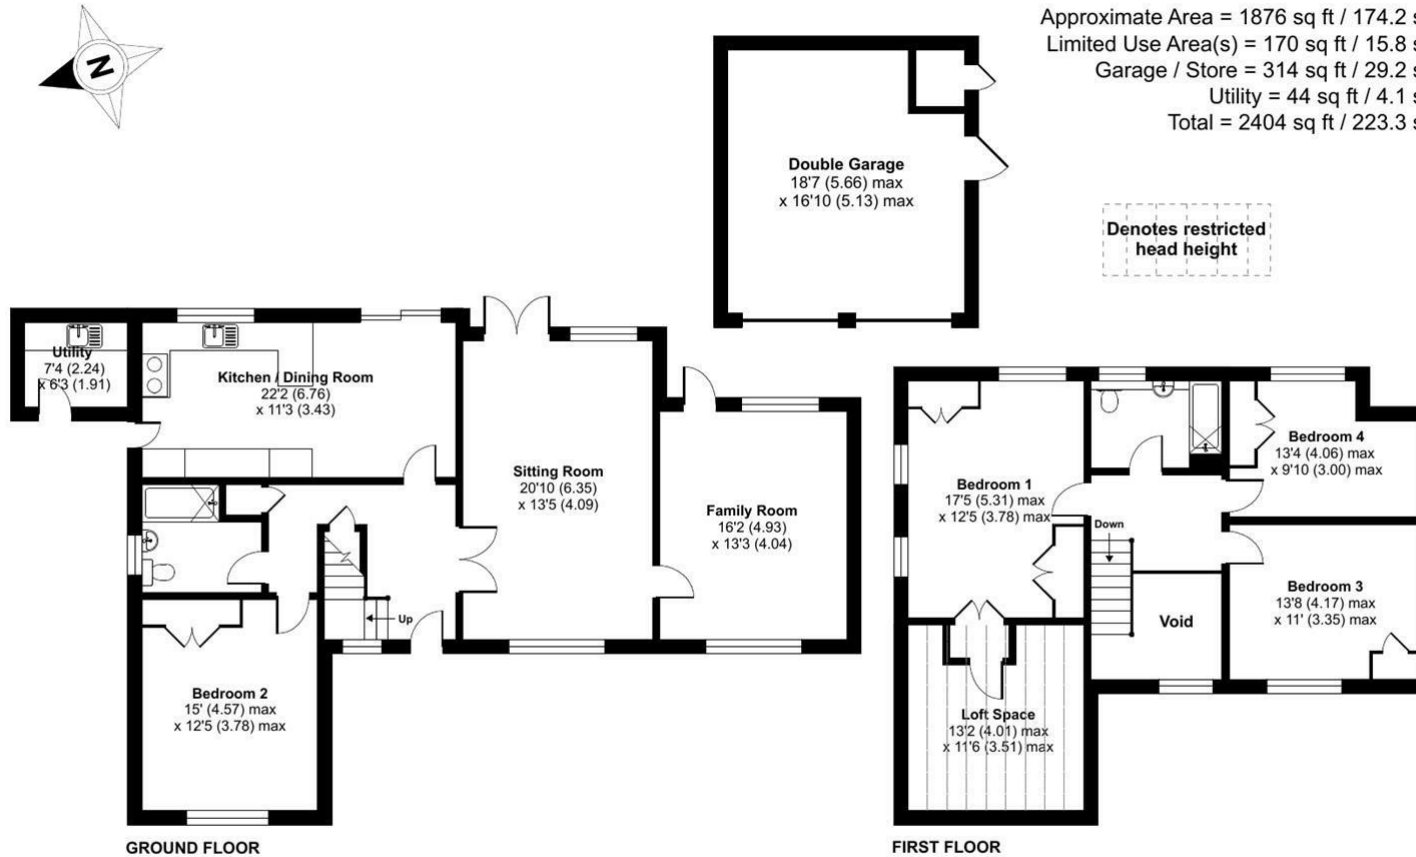 Approximate Area = 1876 sq ft / 174.2 s
Limited Use Area(s) = 170 sq ft / 15.8 s
Garage / Store = 314 sq ft / 29.2 s
Utility = 44 sq ft / 4.1 s
Total = 2404 sq ft / 223.3 s
N
Double Garage
18'7 (5.66) max
x 16'10 (5.13) max
Denotes restricted
head height
Utility
7'4 (2.24)
x 6'3 (1.91)
Kitchen / Dining Room
22'2 (6.76)
x 11'3 (3.43)
Sitting Room
20'10 (6.35)
x 13'5 (4.09)
Family Room
16'2 (4.93)
x 13'3 (4.04)
Up
Bedroom 2
15' (4.57) max
x 12'5 (3.78) max
GROUND FLOOR
Bedroom 1
17'5 (5.31) max
x 12'5 (3.78) max
Bedroom 4
13'4 (4.06) max
x 9'10 (3.00) max
Down
Bedroom 3
13'8 (4.17) max
x 11' (3.35) max
Void
Loft Space
13'2 (4.01) max
x 11'6 (3.51) max
FIRST FLOOR